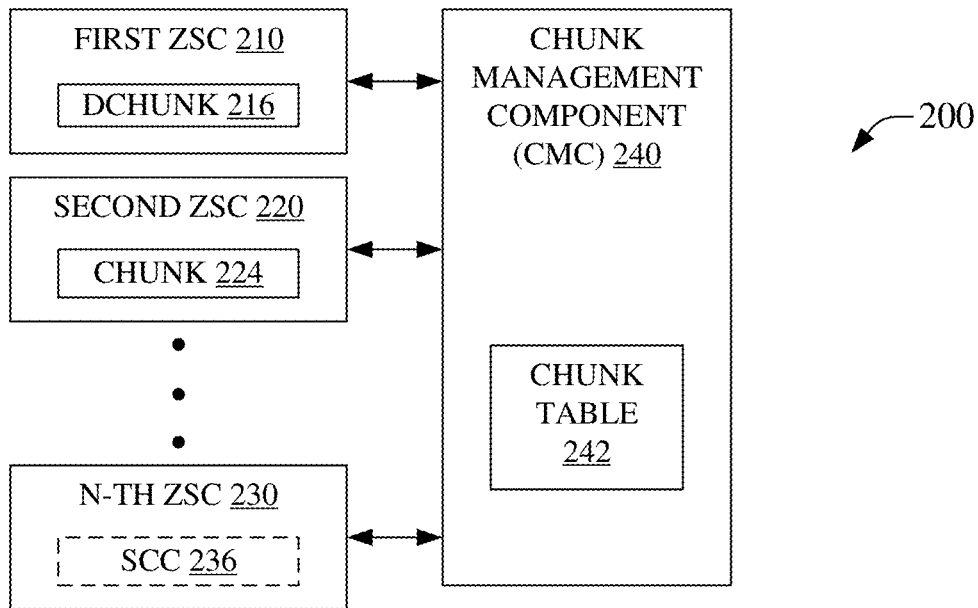 FIRST ZSC 210
DCHUNK 216
SECOND ZSC 220
CHUNK 224
N-TH ZSC 230
SCC 236
CHUNK
MANAGEMENT
COMPONENT
(CMC) 240
CHUNK
TABLE
242
200